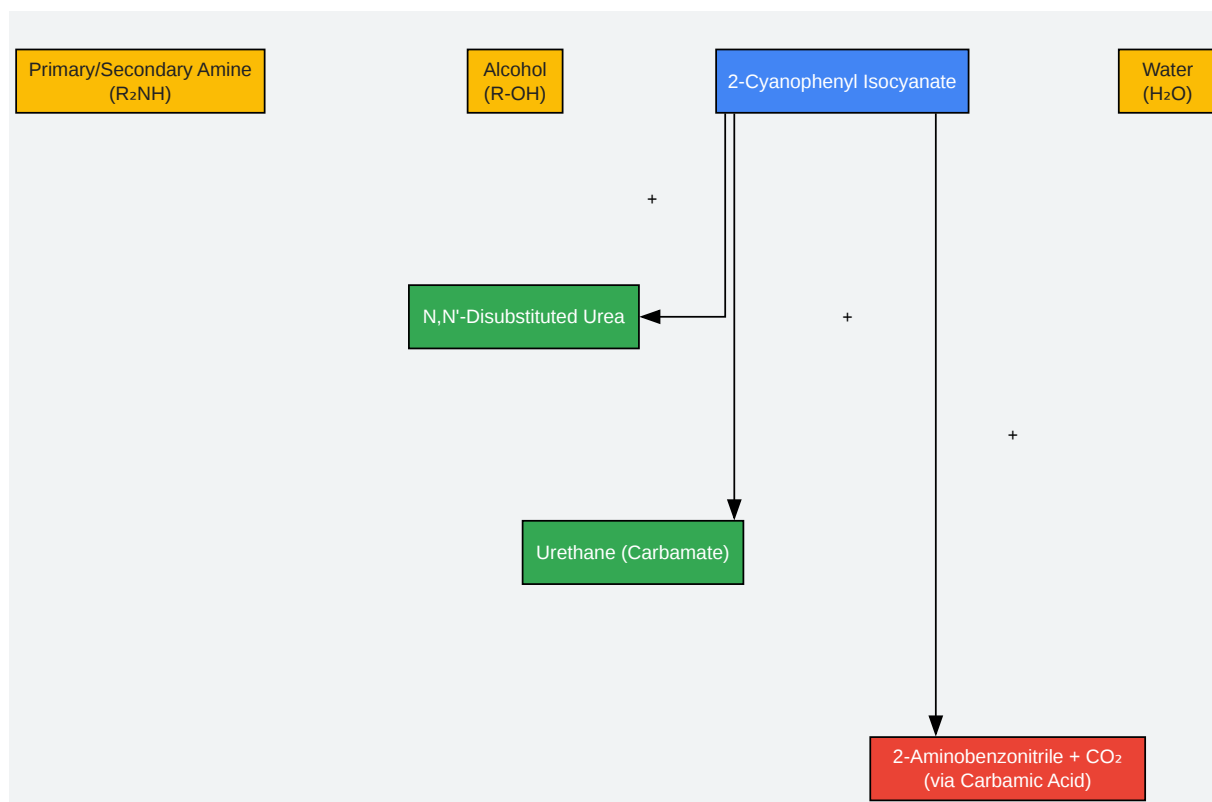 Primary/Secondary Amine
(R₂NH)
Alcohol
(R-OH)
2-Cyanophenyl Isocyanate
Water
(H₂O)
+
N,N'-Disubstituted Urea
+
+
Urethane (Carbamate)
2-Aminobenzonitrile + CO₂
(via Carbamic Acid)